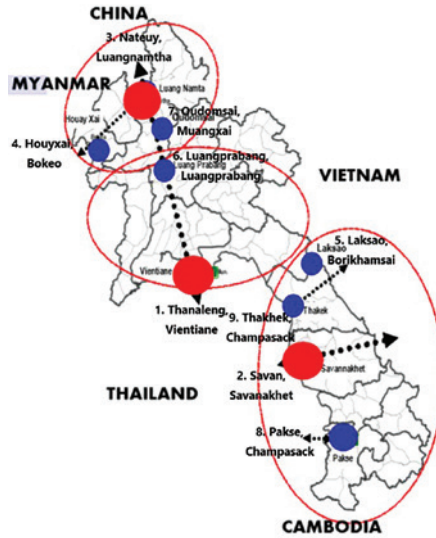 CHINA
3. Nateuy,
Luangnamtha
MYANMAR
Luang Namta
Houay Xai
7. Oudomsai,
Oudomxai
Muangxai
4. Houyxai,
Bokeo
6. Luangprabang,
Luang Prabang
Luangprabang
VIETNAM
Laksao
5. Laksao,
Borikhamsai
Vientiane
1. Thanaleng,
Vientiane
Thakek
9. Thakhek,
Champasack
THAILAND
2. Savan,
Savanakhet
Savannakhet
8. Pakse,
Champasack
Pakse
CAMBODIA